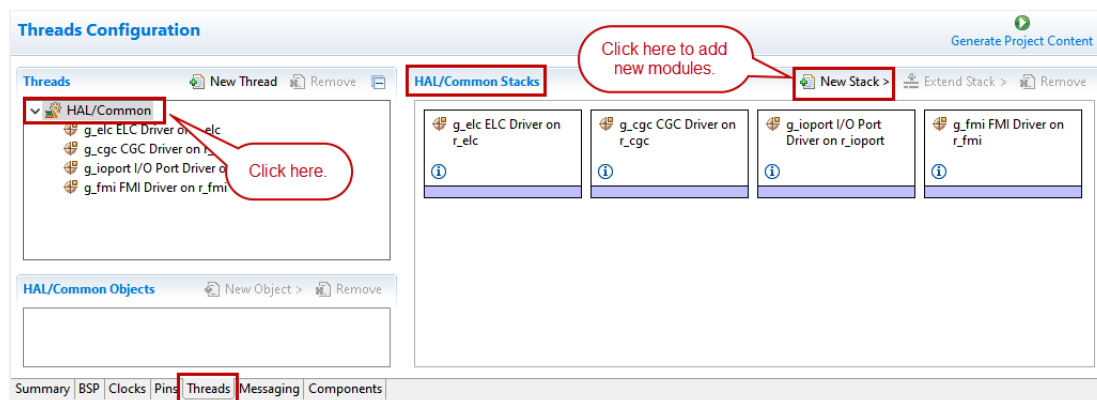 Threads Configuration
Generate Project Content
Click here to add
new modules.
Threads
New Thread
Remove
HAL/Common Stacks
New Stack >
Extend Stack >
Remove
HAL/Common
g_elc ELC Driver on r_elc
g_cgc CGC Driver on r_
g_ioport I/O Port Driver o
g_fmi FMI Driver on r_fmi
Click here.
g_elc ELC Driver on
r_elc
g_cgc CGC Driver on
r_cgc
g_ioport I/O Port
Driver on r_ioport
g_fmi FMI Driver on
r_fmi
HAL/Common Objects
New Object >
Remove
Summary BSP Clocks Pins Threads Messaging Components